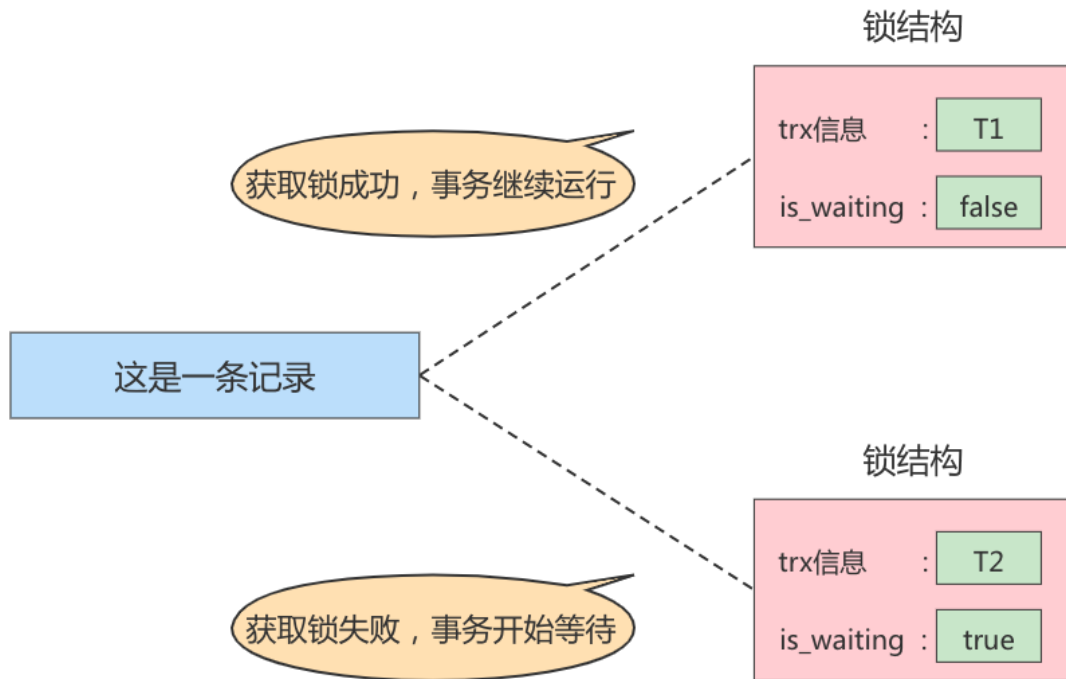 锁结构
trx信息 : T1
is_waiting : false
获取锁成功，事务继续运行
这是一条记录
锁结构
trx信息 : T2
is_waiting : true
获取锁失败，事务开始等待